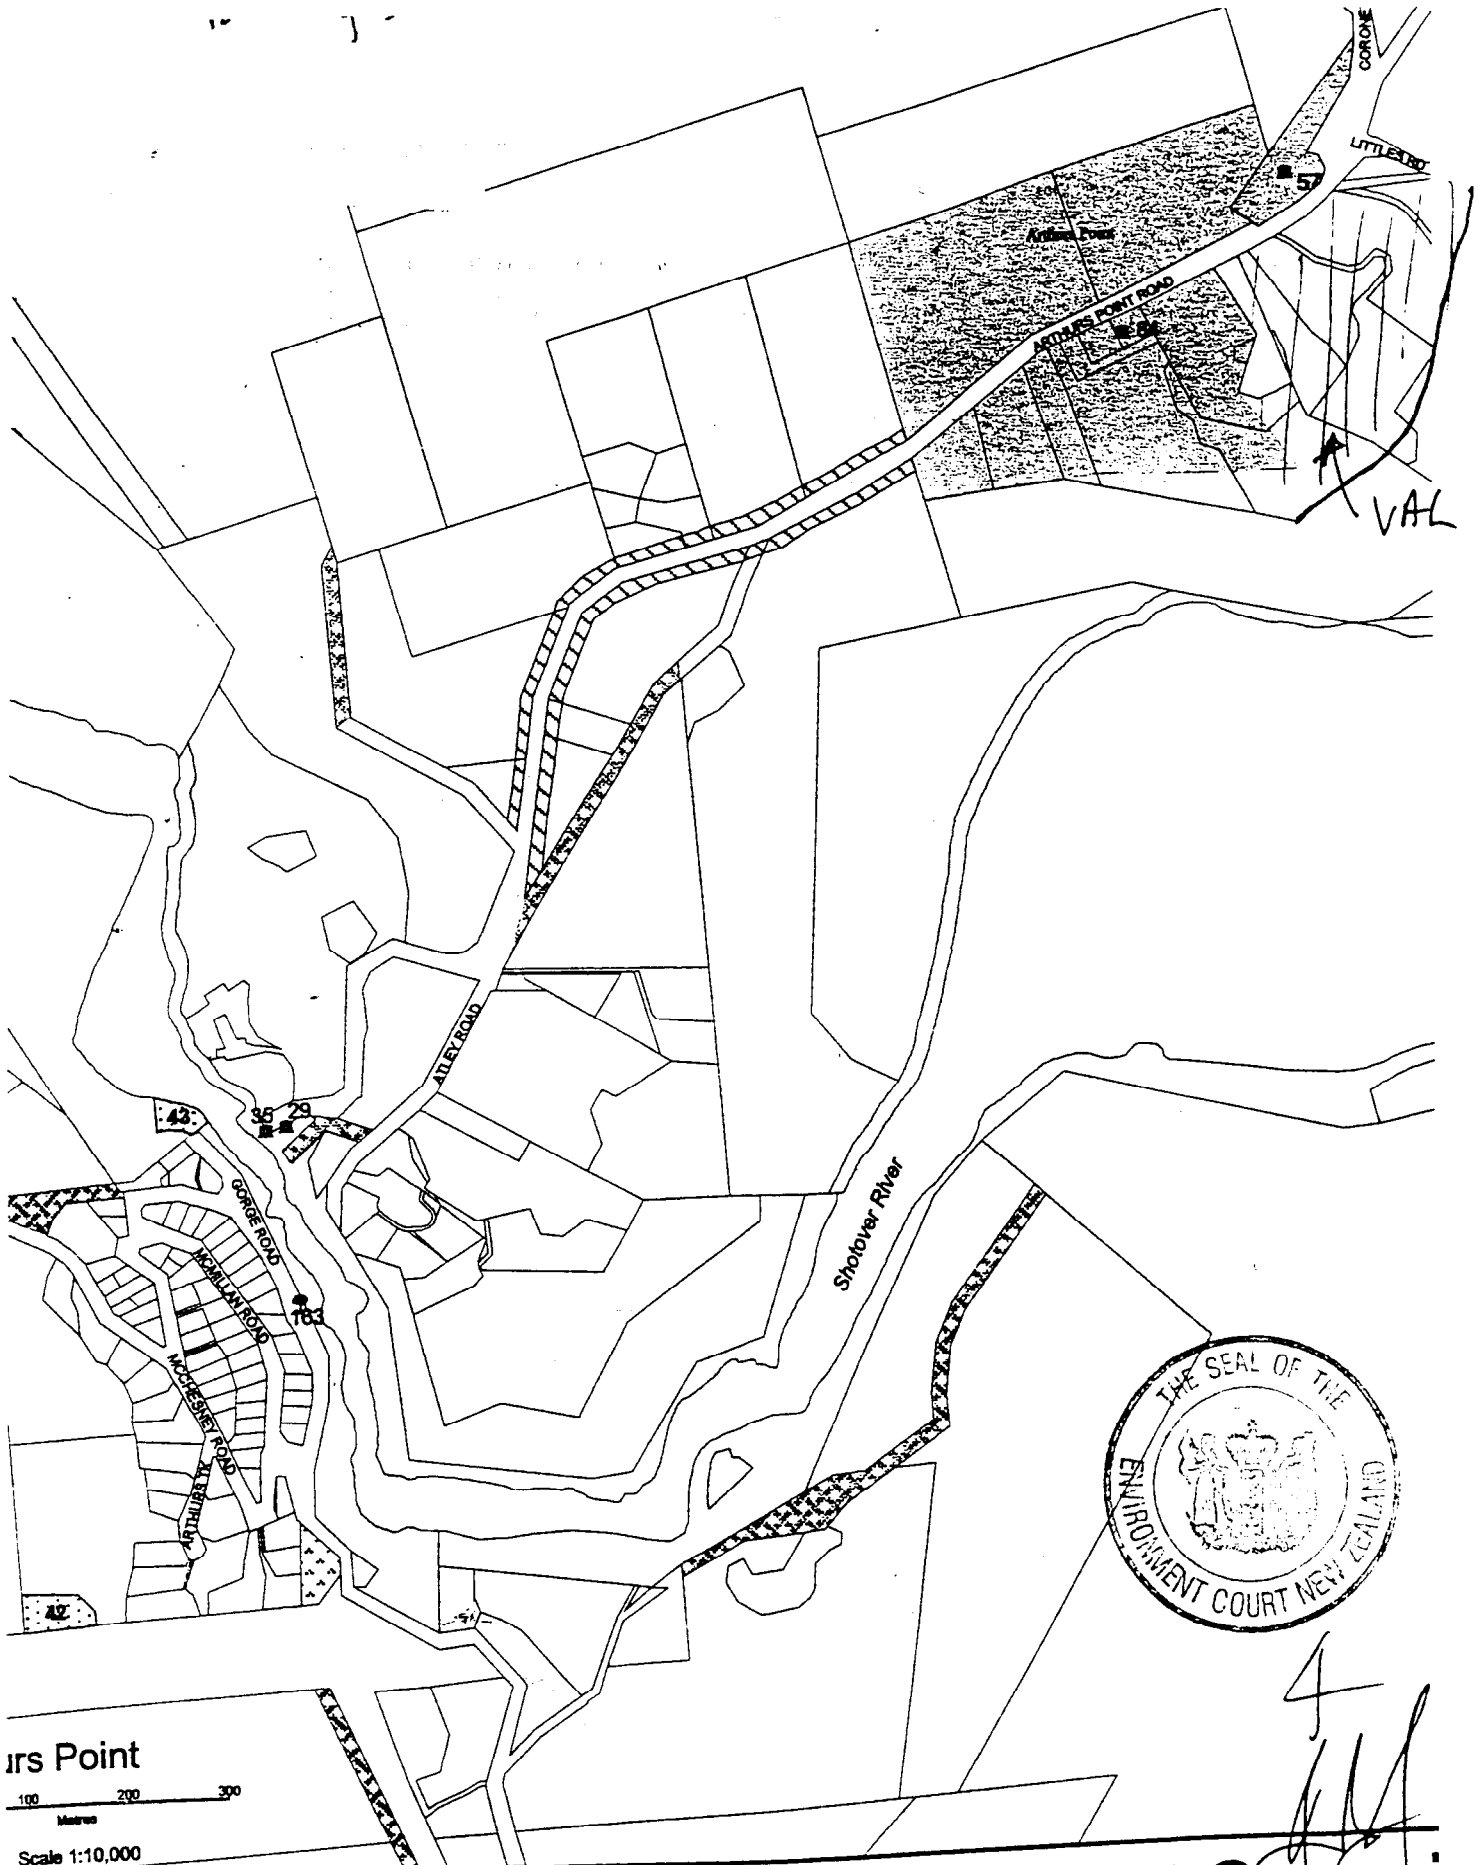 CORONE
LITTLES RD
57
Arthurs Point
ARTHURS POINT ROAD
VAL
ATLEY ROAD
43
35
29
GORGE ROAD
Shotover River
MCMILLAN ROAD
163
MCCHESNEY ROAD
ARTHURS TK
42
THE SEAL OF THE
ENVIRONMENT COURT NEW ZEALAND
4
urs Point
100 200 300
Metres
Scale 1:10,000